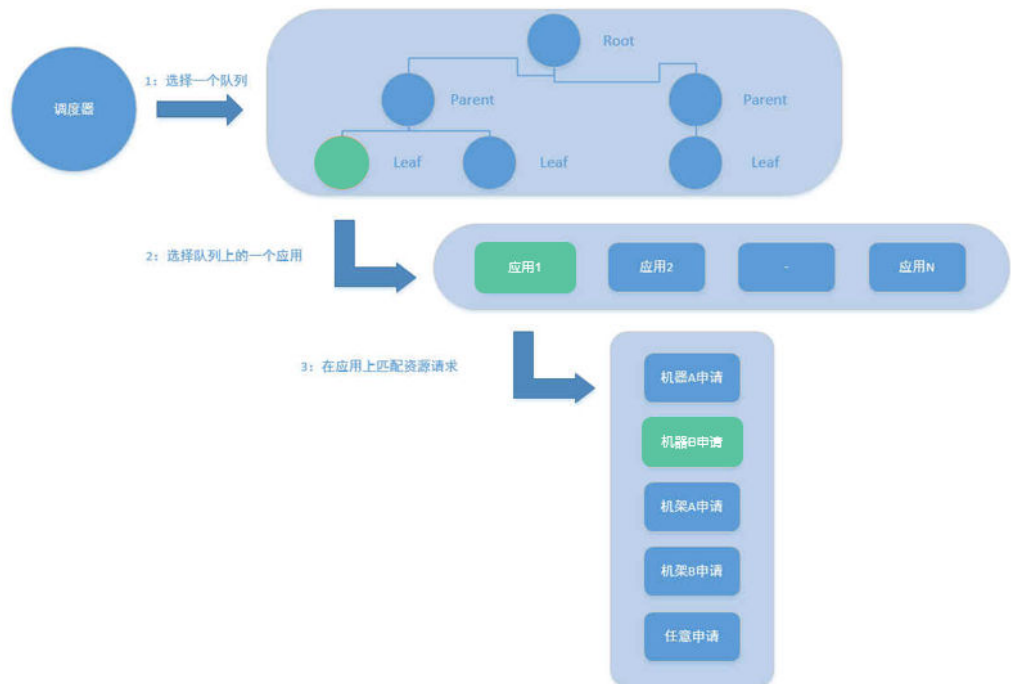 调度器
1: 选择一个队列
Root
Parent
Parent
Leaf
Leaf
Leaf
2: 选择队列上的一个应用
应用1
应用2
-
应用N
3: 在应用上匹配资源请求
机器A申请
机器B申请
机架A申请
机架B申请
任意申请